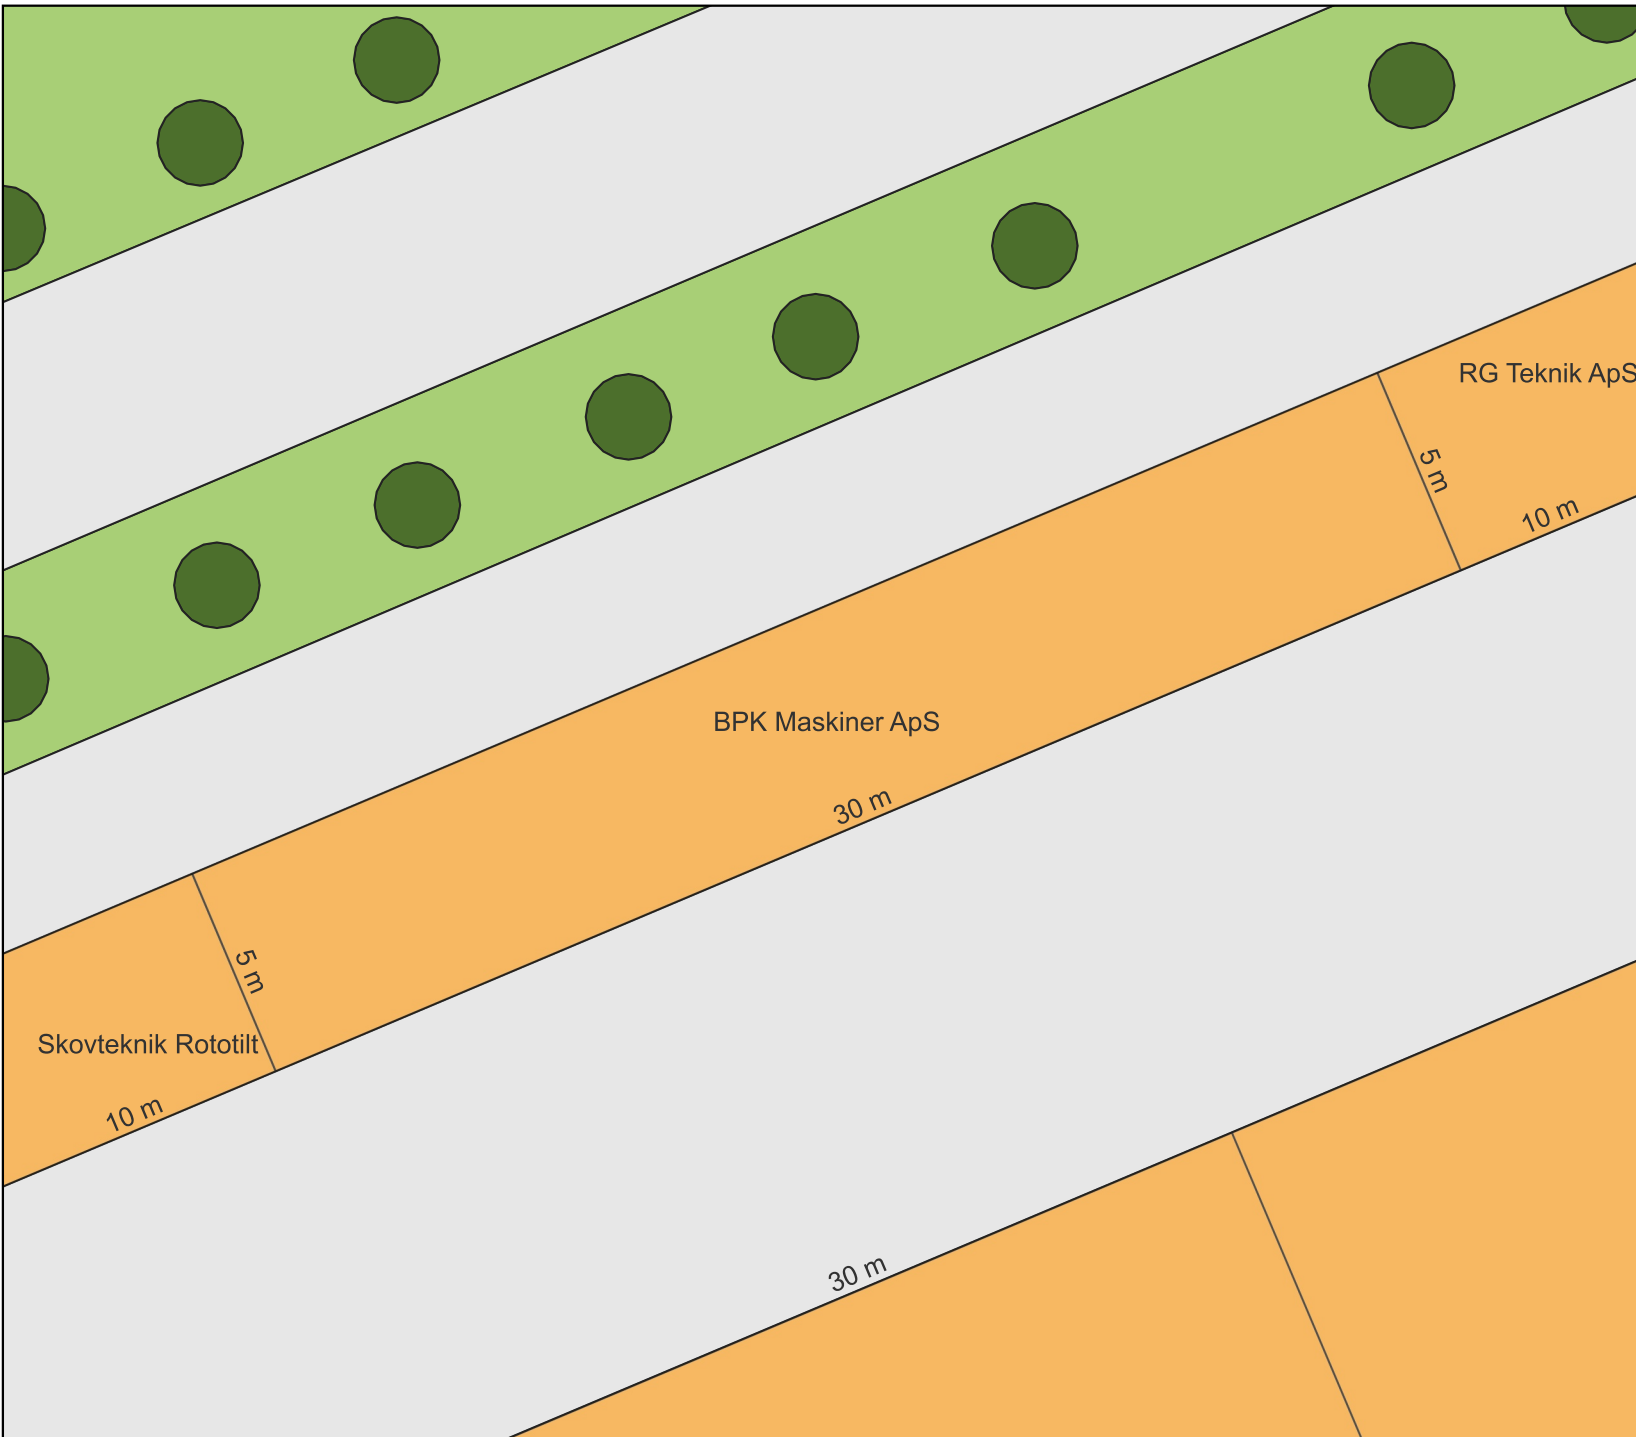 RG Teknik ApS
5 m
10 m
BPK Maskiner ApS
30 m
5 m
Skovteknik Rototilt
10 m
30 m